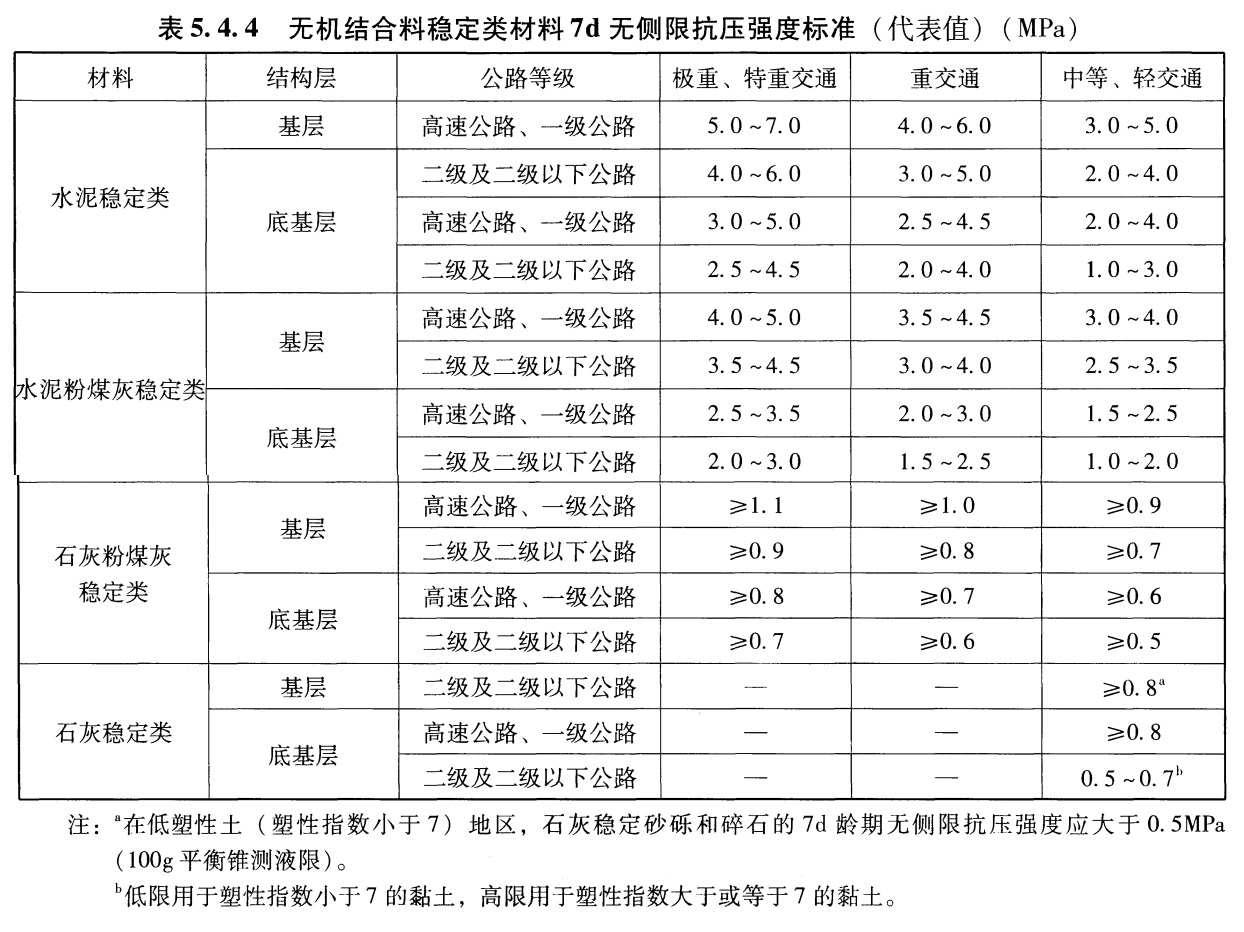 表5.4.4 无机结合料稳定类材料7d无侧限抗压强度标准(代表值)(MPa)
材料 结构层 公路等级 极重、特重交通 重交通 中等、轻交通
水泥稳定类 基层 高速公路、一级公路 5.0~7.0 4.0~6.0 3.0~5.0
底基层 二级及二级以下公路 4.0~6.0 3.0~5.0 2.0~4.0
高速公路、一级公路 3.0~5.0 2.5~4.5 2.0~4.0
二级及二级以下公路 2.5~4.5 2.0~4.0 1.0~3.0
水泥粉煤灰稳定类 基层 高速公路、一级公路 4.0~5.0 3.5~4.5 3.0~4.0
二级及二级以下公路 3.5~4.5 3.0~4.0 2.5~3.5
底基层 高速公路、一级公路 2.5~3.5 2.0~3.0 1.5~2.5
二级及二级以下公路 2.0~3.0 1.5~2.5 1.0~2.0
石灰粉煤灰
稳定类 基层 高速公路、一级公路 ≥1.1 ≥1.0 ≥0.9
二级及二级以下公路 ≥0.9 ≥0.8 ≥0.7
底基层 高速公路、一级公路 ≥0.8 ≥0.7 ≥0.6
二级及二级以下公路 ≥0.7 ≥0.6 ≥0.5
石灰稳定类 基层 二级及二级以下公路 — — ≥0.8ᵃ
底基层 高速公路、一级公路 — — ≥0.8
二级及二级以下公路 — — 0.5~0.7ᵇ
注:ᵃ在低塑性土(塑性指数小于7)地区,石灰稳定砂砾和碎石的7d龄期无侧限抗压强度应大于0.5MPa
(100g平衡锥测液限)。
ᵇ低限用于塑性指数小于7的黏土,高限用于塑性指数大于或等于7的黏土。